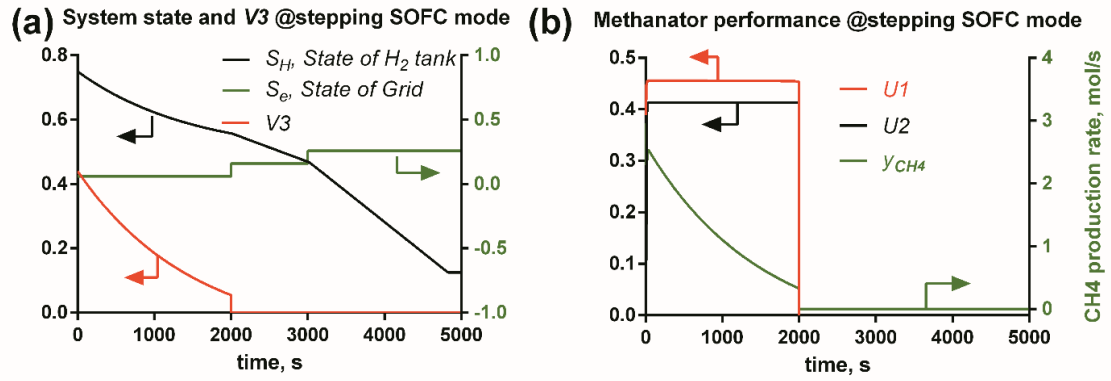 (a) System state and V3 @stepping SOFC mode
0.8
0.6
0.4
0.2
0.0
S_H, State of H_2 tank
S_e, State of Grid
V3
1.0
0.5
0.0
-0.5
-1.0
0 1000 2000 3000 4000 5000
time, s
(b) Methanator performance @stepping SOFC mode
0.5
0.4
0.3
0.2
0.1
0.0
U1
U2
y_CH4
4
3
2
1
0
CH4 production rate, mol/s
0 1000 2000 3000 4000 5000
time, s